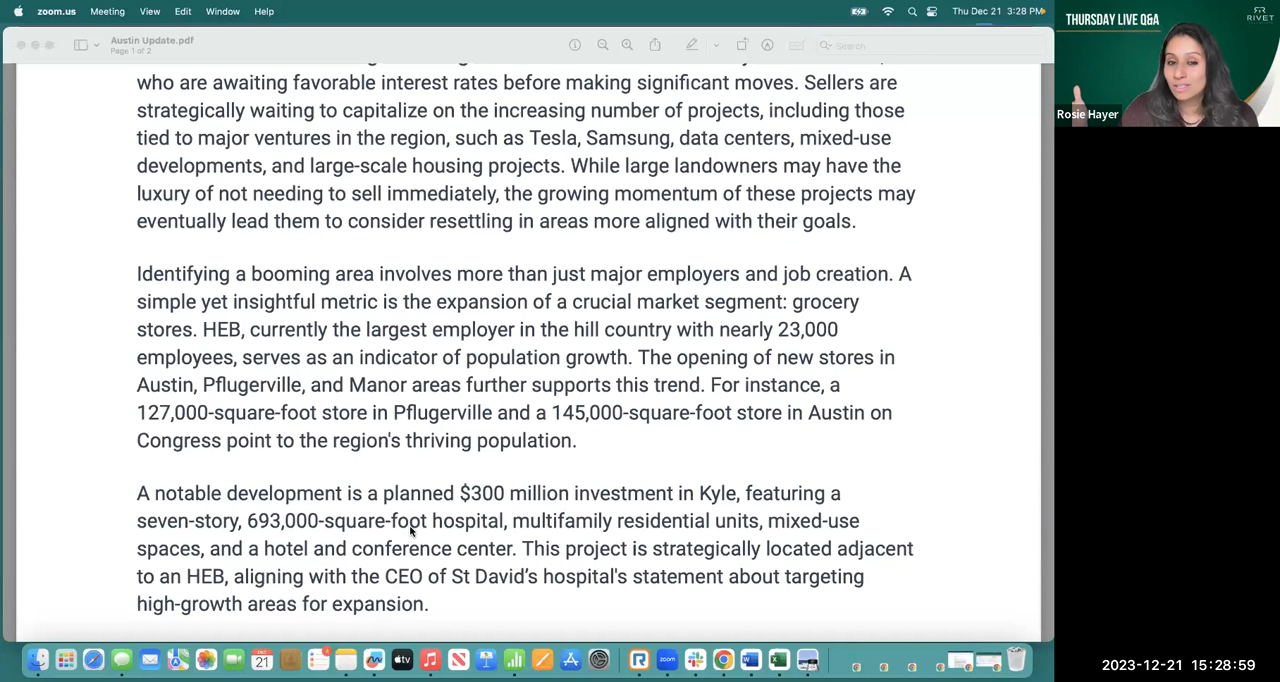 zoom.us Meeting View Edit Window Help Thu Dec 21 3:28 PM
Austin Update.pdf
Page 1 of 2
Search
who are awaiting favorable interest rates before making significant moves. Sellers are
strategically waiting to capitalize on the increasing number of projects, including those
tied to major ventures in the region, such as Tesla, Samsung, data centers, mixed-use
developments, and large-scale housing projects. While large landowners may have the
luxury of not needing to sell immediately, the growing momentum of these projects may
eventually lead them to consider resettling in areas more aligned with their goals.
Identifying a booming area involves more than just major employers and job creation. A
simple yet insightful metric is the expansion of a crucial market segment: grocery
stores. HEB, currently the largest employer in the hill country with nearly 23,000
employees, serves as an indicator of population growth. The opening of new stores in
Austin, Pflugerville, and Manor areas further supports this trend. For instance, a
127,000-square-foot store in Pflugerville and a 145,000-square-foot store in Austin on
Congress point to the region's thriving population.
A notable development is a planned $300 million investment in Kyle, featuring a
seven-story, 693,000-square-foot hospital, multifamily residential units, mixed-use
spaces, and a hotel and conference center. This project is strategically located adjacent
to an HEB, aligning with the CEO of St David’s hospital's statement about targeting
high-growth areas for expansion.
THURSDAY LIVE Q&A
RIVET
Rosie Hayer
DEC
21
tv
zoom
2023-12-21 15:28:59